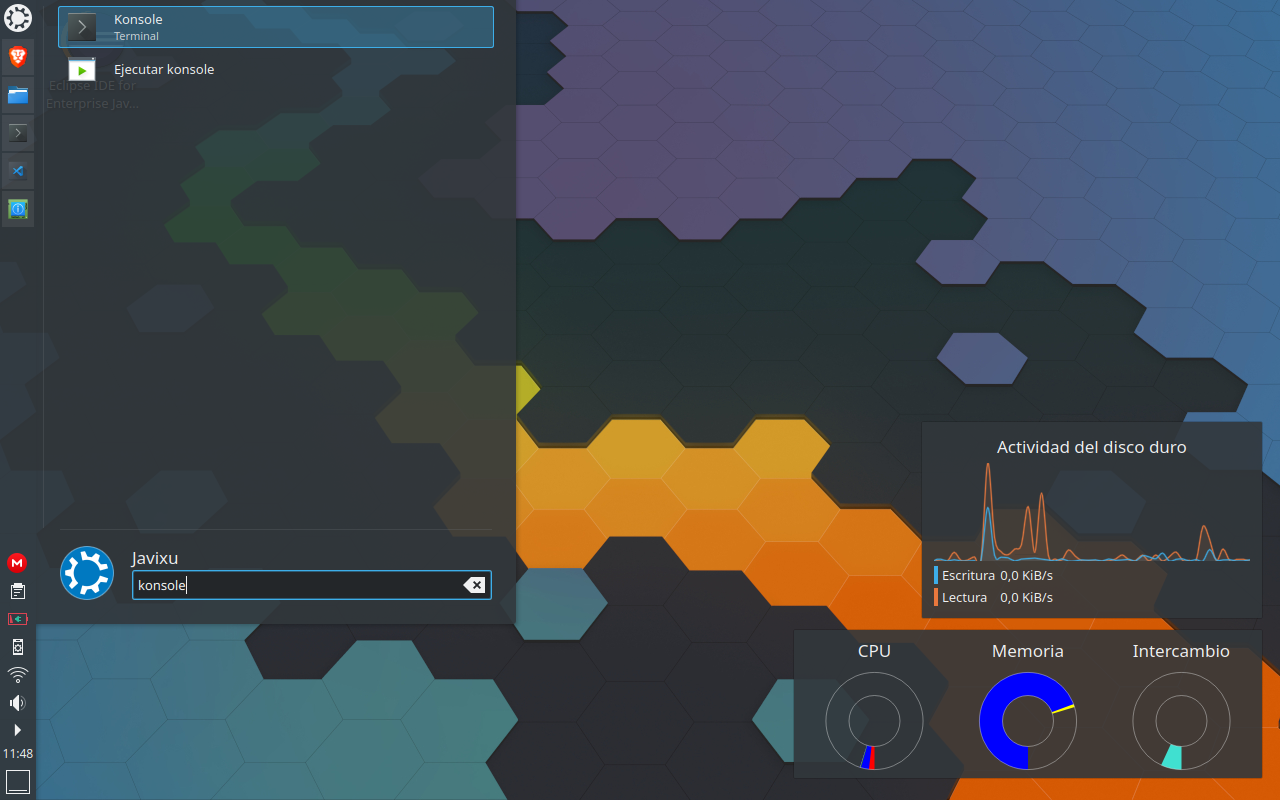 Konsole
Terminal
Ejecutar konsole
Eclipse IDE for
Enterprise Jav...
Javixu
konsole
11:48
Actividad del disco duro
Escritura 0,0 KiB/s
Lectura 0,0 KiB/s
CPU
Memoria
Intercambio